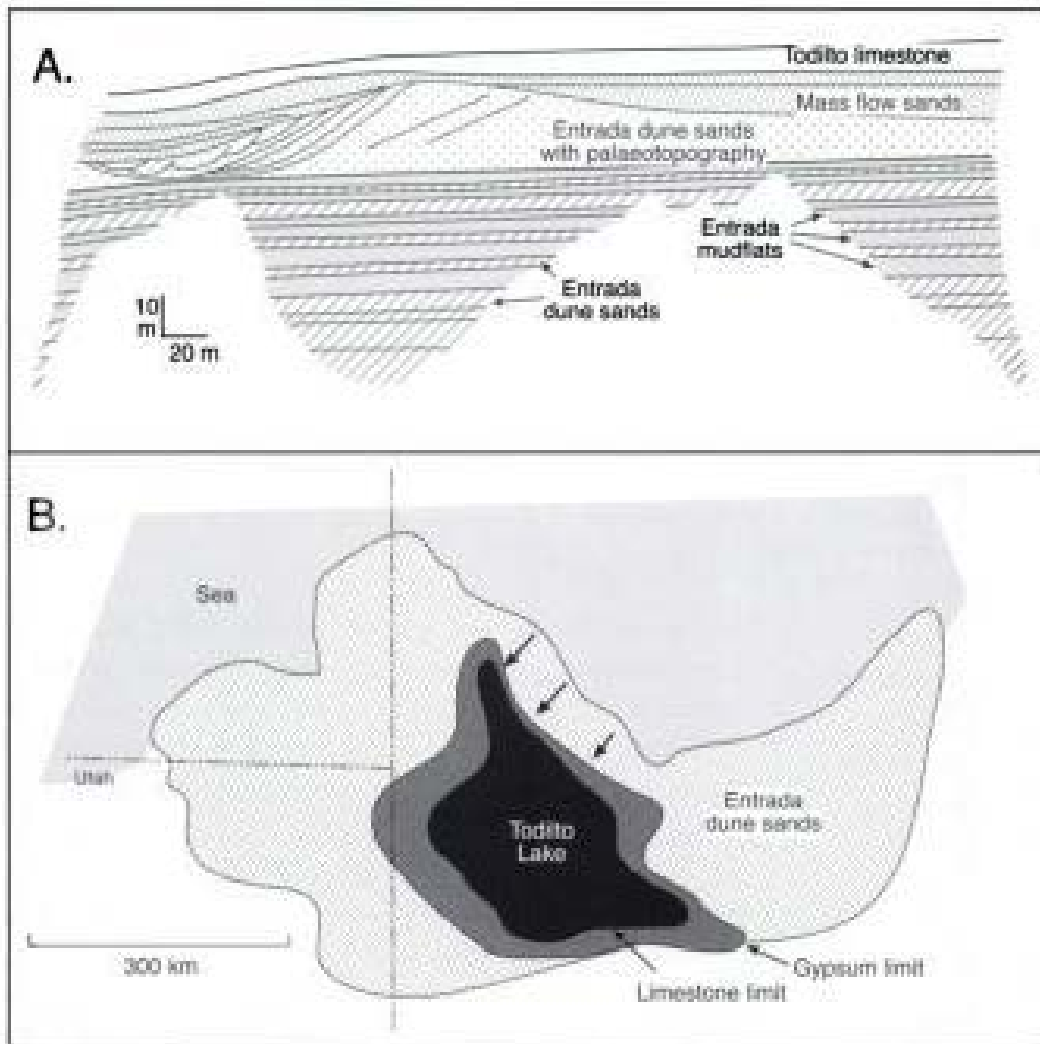 A.
Todilto limestone
Mass flow sands
Entrada dune sands
with palaeotopography
Entrada
mudflats
Entrada
dune sands
10
m
20 m
B.
Sea
Utah
Entrada
dune sands
Todilto
Lake
300 km
Gypsum limit
Limestone limit